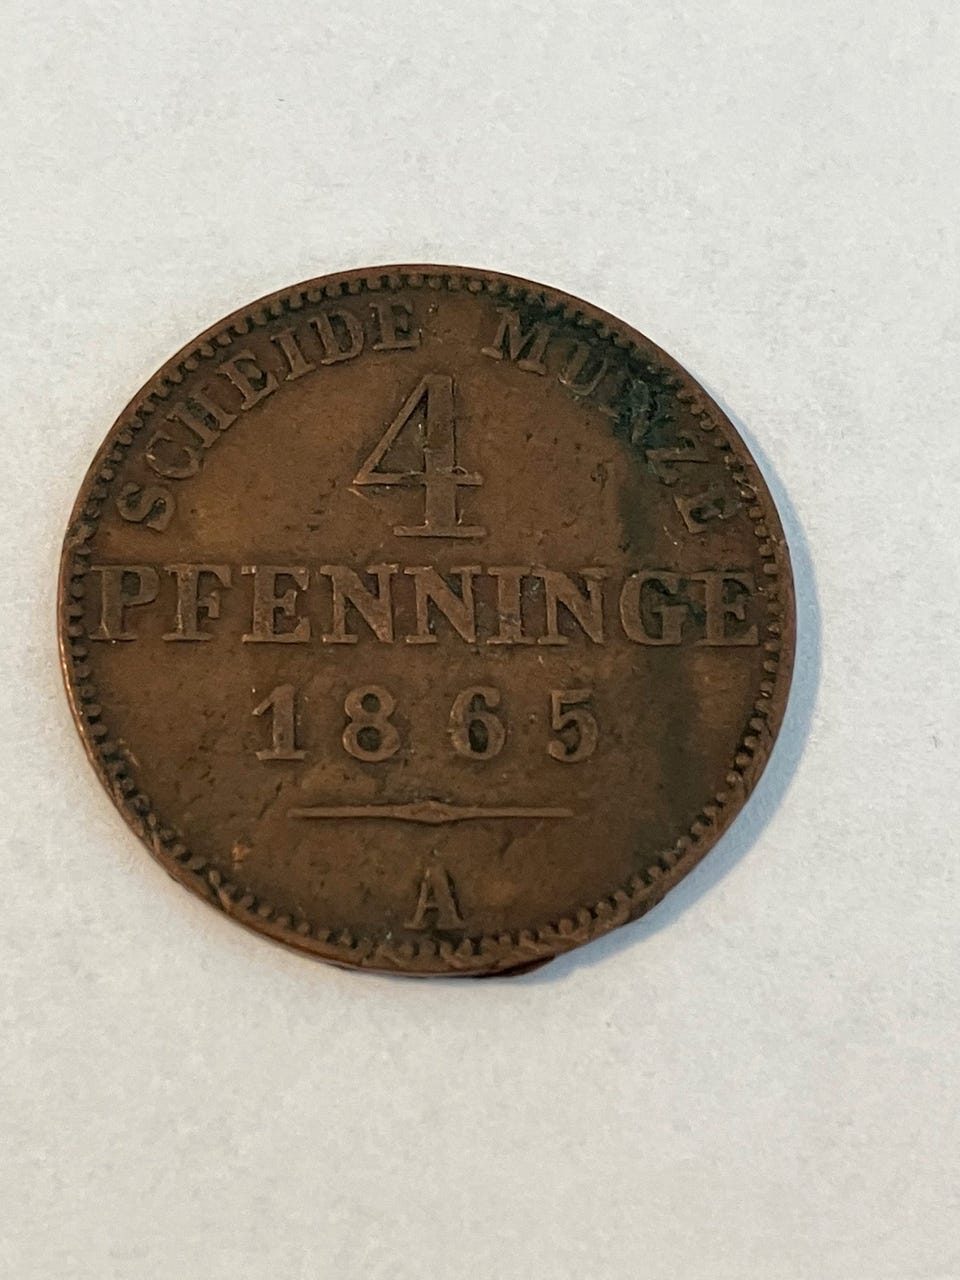 SCHEIDE MÜNZE
4
PFENNINGE
1865
A